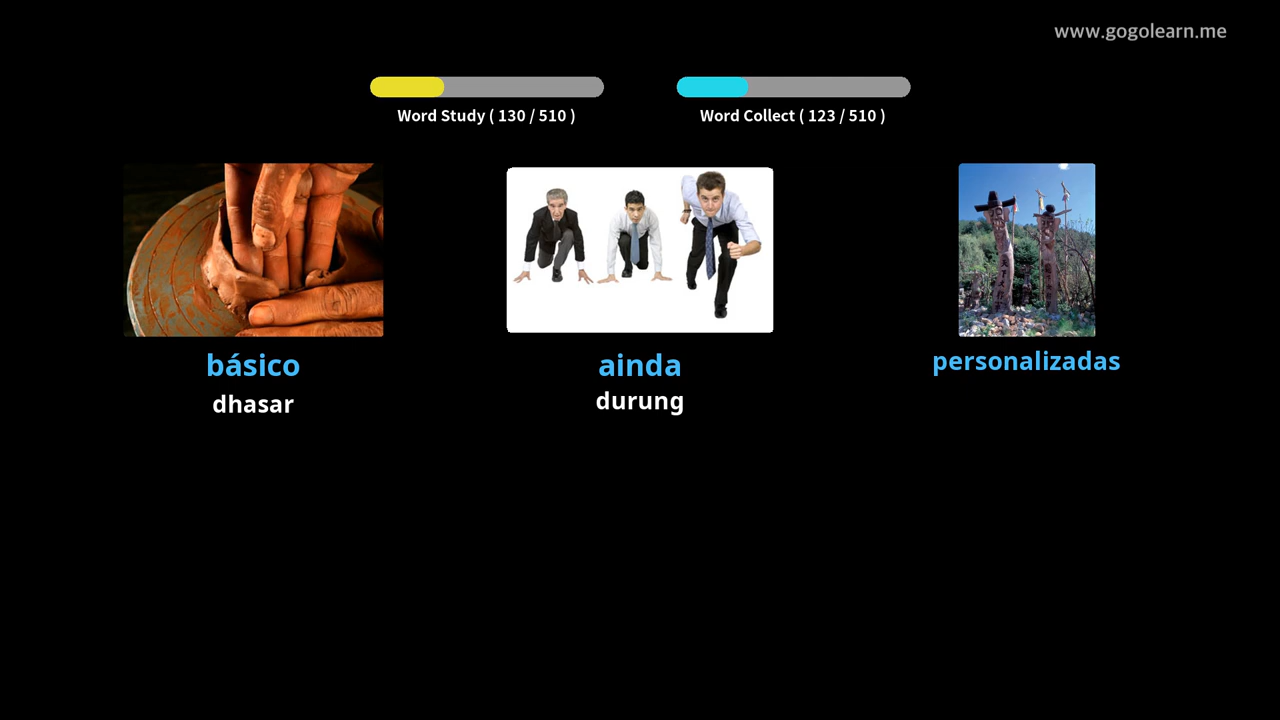 www.gogolearn.me
Word Study ( 130 / 510 )
Word Collect ( 123 / 510 )
básico
ainda
personalizadas
dhasar
durung